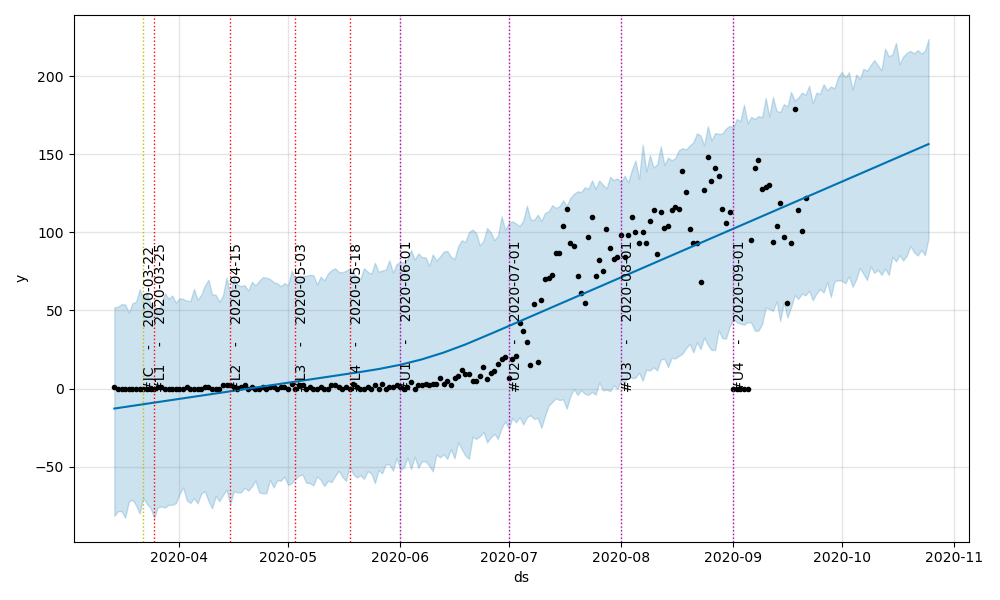 200
150
100
50
0
−50
y
#JC - 2020-03-22
#L1 - 2020-03-25
#L2 - 2020-04-15
#L3 - 2020-05-03
#L4 - 2020-05-18
#U1 - 2020-06-01
#U2 - 2020-07-01
#U3 - 2020-08-01
#U4 - 2020-09-01
2020-04 2020-05 2020-06 2020-07 2020-08 2020-09 2020-10 2020-11
ds